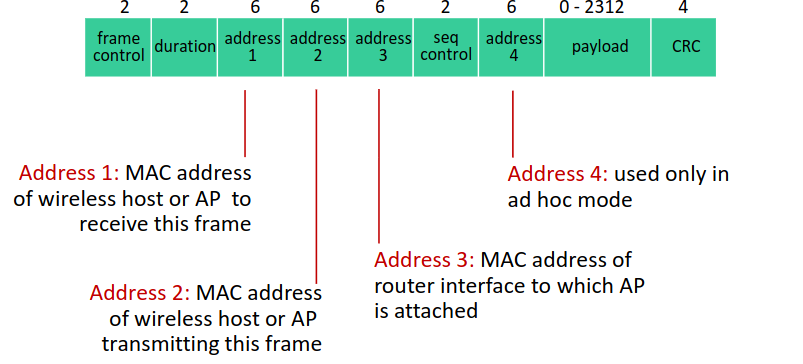 2 2 6 6 6 2 6 0 - 2312 4
frame control duration address 1 address 2 address 3 seq control address 4 payload CRC
Address 1: MAC address
of wireless host or AP to
receive this frame
Address 2: MAC address
of wireless host or AP
transmitting this frame
Address 3: MAC address of
router interface to which AP
is attached
Address 4: used only in
ad hoc mode